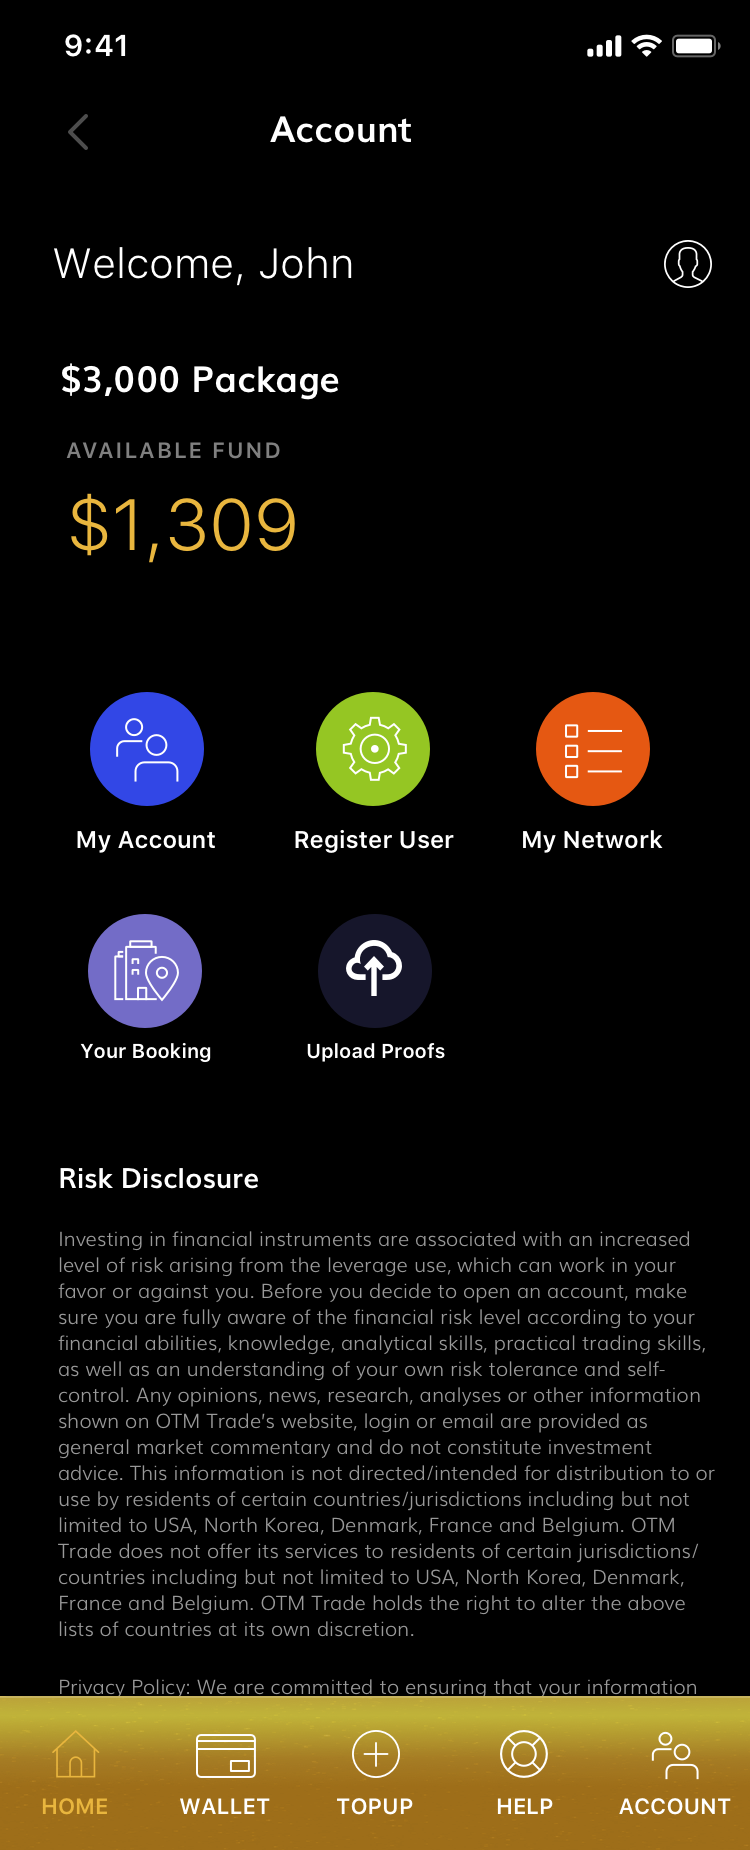 9:41
Account
Welcome, John
$3,000 Package
AVAILABLE FUND
$1,309
My Account
Register User
My Network
Your Booking
Upload Proofs
Risk Disclosure
Investing in financial instruments are associated with an increased
level of risk arising from the leverage use, which can work in your
favor or against you. Before you decide to open an account, make
sure you are fully aware of the financial risk level according to your
financial abilities, knowledge, analytical skills, practical trading skills,
as well as an understanding of your own risk tolerance and self-
control. Any opinions, news, research, analyses or other information
shown on OTM Trade's website, login or email are provided as
general market commentary and do not constitute investment
advice. This information is not directed/intended for distribution to or
use by residents of certain countries/jurisdictions including but not
limited to USA, North Korea, Denmark, France and Belgium. OTM
Trade does not offer its services to residents of certain jurisdictions/
countries including but not limited to USA, North Korea, Denmark,
France and Belgium. OTM Trade holds the right to alter the above
lists of countries at its own discretion.
Privacy Policy: We are committed to ensuring that your information
HOME
WALLET
TOPUP
HELP
ACCOUNT